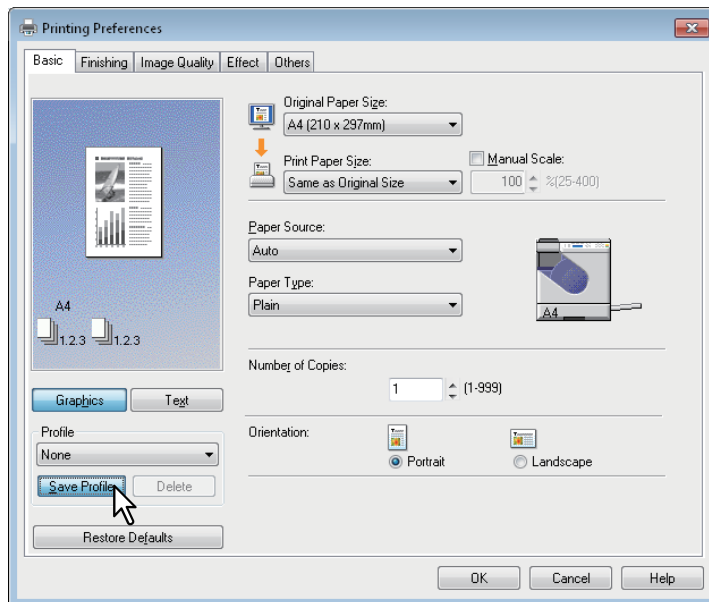 Printing Preferences
Basic Finishing Image Quality Effect Others
A4
1.2.3 1.2.3
Graphics Text
Profile
None
Save Profile Delete
Restore Defaults
Original Paper Size:
A4 (210 x 297mm)
Print Paper Size:
Same as Original Size
Manual Scale:
100 %(25-400)
Paper Source:
Auto
Paper Type:
Plain
A4
Number of Copies:
1 (1-999)
Orientation:
Portrait Landscape
OK Cancel Help